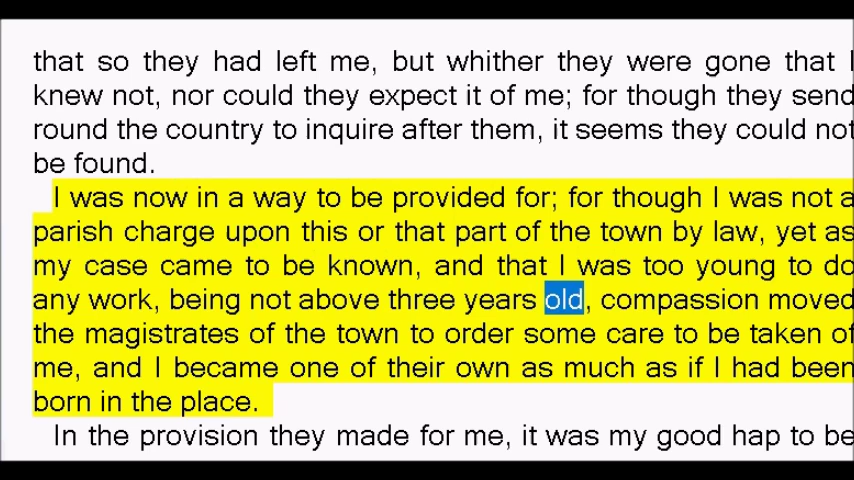 that so they had left me, but whither they were gone that I
knew not, nor could they expect it of me; for though they send
round the country to inquire after them, it seems they could not
be found.
I was now in a way to be provided for; for though I was not a
parish charge upon this or that part of the town by law, yet as
my case came to be known, and that I was too young to do
any work, being not above three years old, compassion moved
the magistrates of the town to order some care to be taken of
me, and I became one of their own as much as if I had been
born in the place.
In the provision they made for me, it was my good hap to be